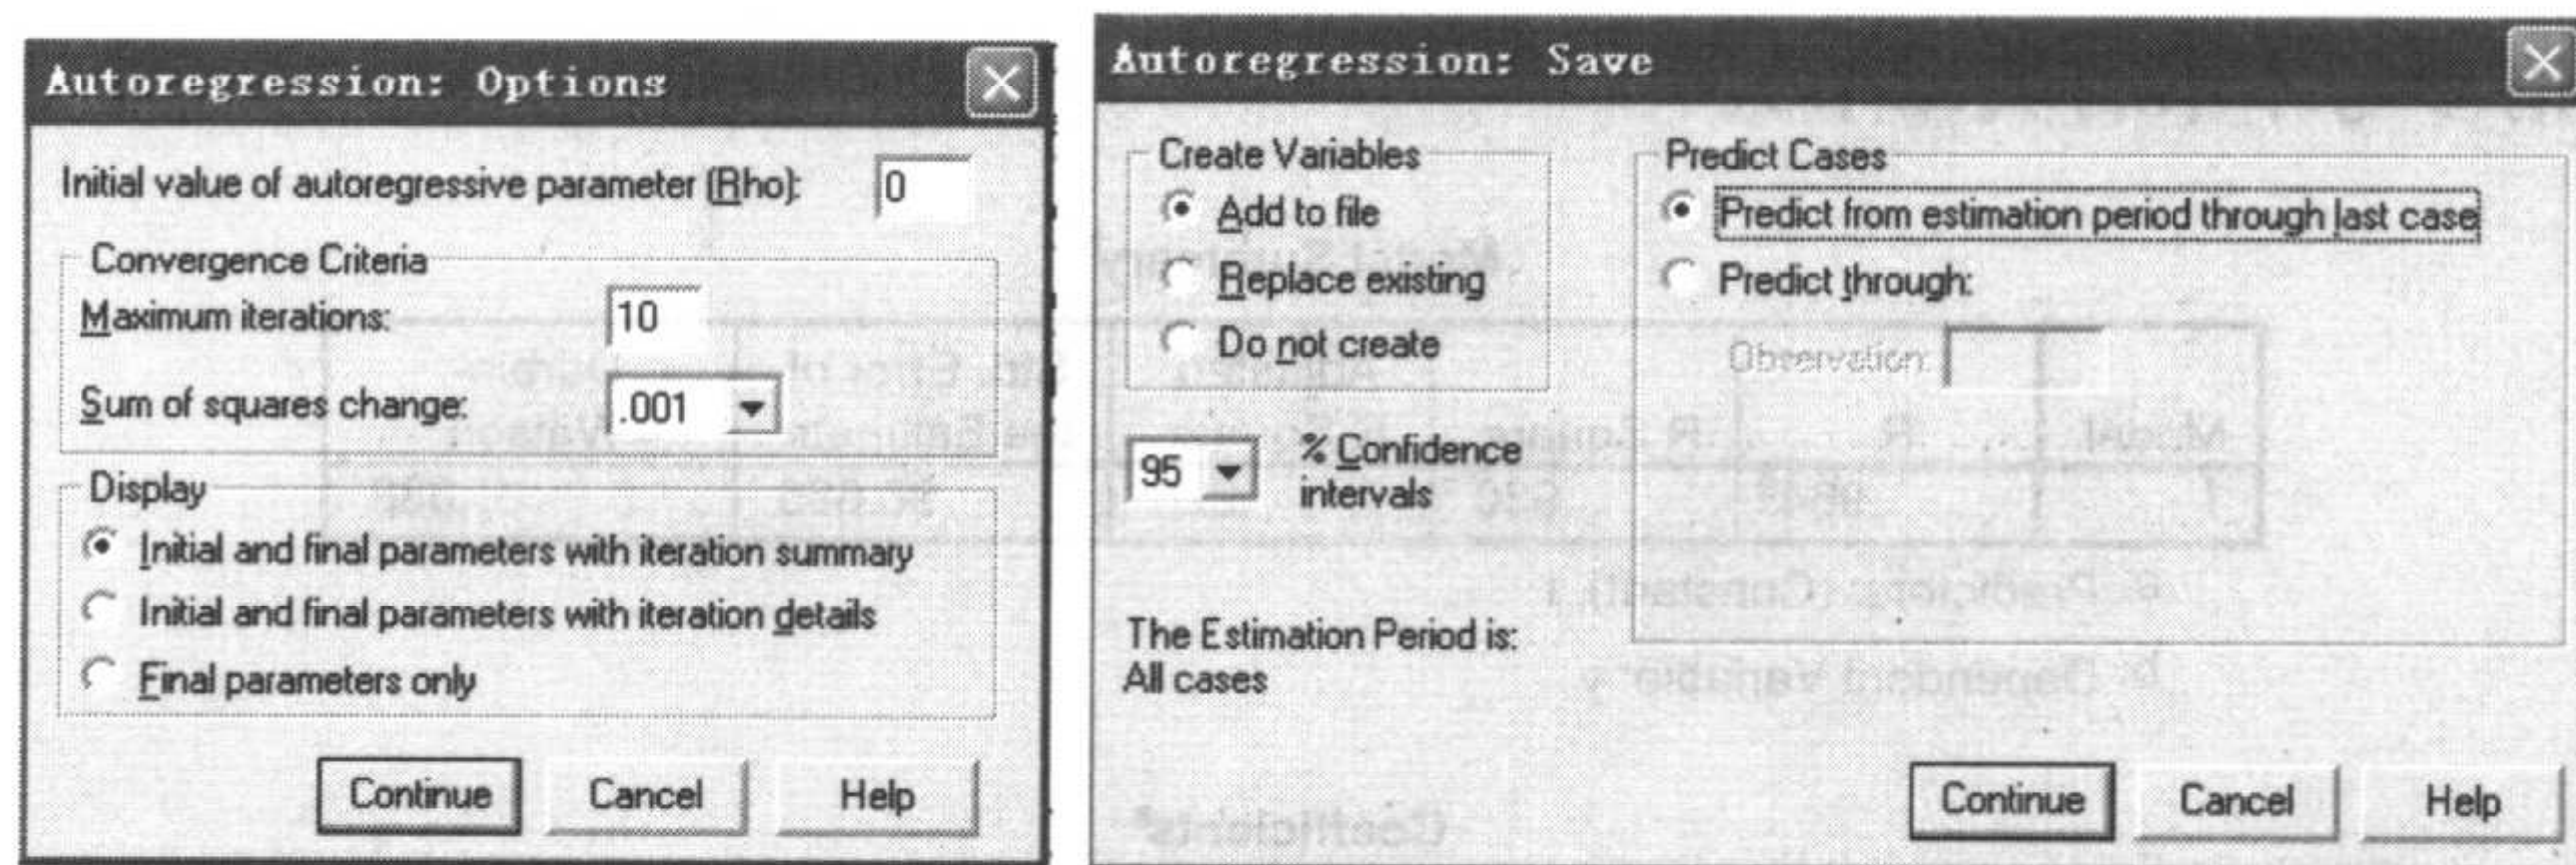 Autoregression: Options
Initial value of autoregressive parameter (Rho):
0
Convergence Criteria
Maximum iterations:
10
Sum of squares change:
.001
Display
Initial and final parameters with iteration summary
Initial and final parameters with iteration details
Final parameters only
Continue
Cancel
Help
Autoregression: Save
Create Variables
Add to file
Replace existing
Do not create
95
% Confidence
intervals
The Estimation Period is:
All cases
Predict Cases
Predict from estimation period through last case
Predict through:
Observation:
Continue
Cancel
Help